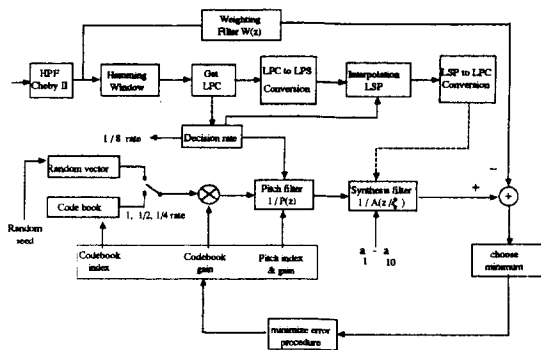 Weighting
Filter W(z)
HPF
Cheby II
Hamming
Window
Get
LPC
LPC to LPS
Conversion
Interpolation
LSP
LSP to LPC
Conversion
1 / 8 rate
Decision rate
Random vector
Code book
1, 1/2, 1/4 rate
Random
seed
Pitch filter
1 / P(z)
Synthesis filter
1 / A(z/ξ )
+
−
+
Codebook
index
Codebook
gain
Pitch index
& gain
a1 - a10
choose
minimum
minimize error
procedure